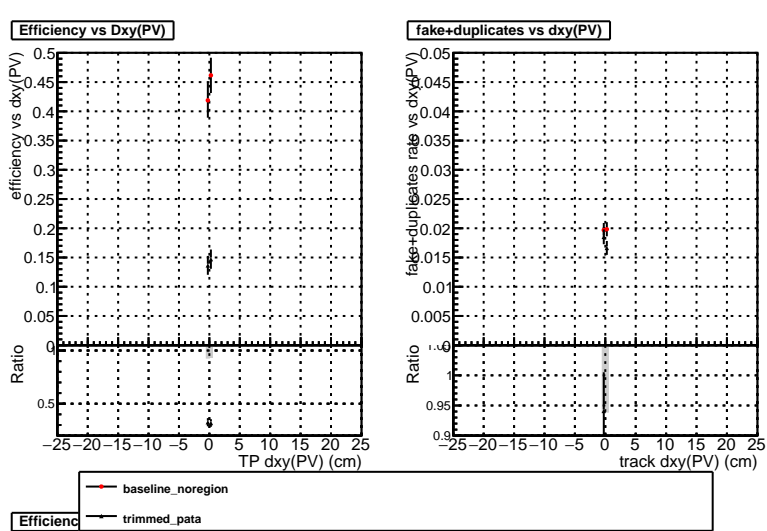 Efficiency vs Dxy(PV)
efficiency vs dxy(PV)
0.5
0.45
0.4
0.35
0.3
0.25
0.2
0.15
0.1
0.05
0
Ratio
1
0.5
−25 −20 −15 −10 −5 0 5 10 15 20 25
TP dxy(PV) (cm)
fake+duplicates vs dxy(PV)
fake+duplicates rate vs dxy(PV)
0.05
0.045
0.04
0.035
0.03
0.025
0.02
0.015
0.01
0.005
0
Ratio
1
0.95
0.9
−25 −20 −15 −10 −5 0 5 10 15 20 25
track dxy(PV) (cm)
baseline_noregion
trimmed_pata